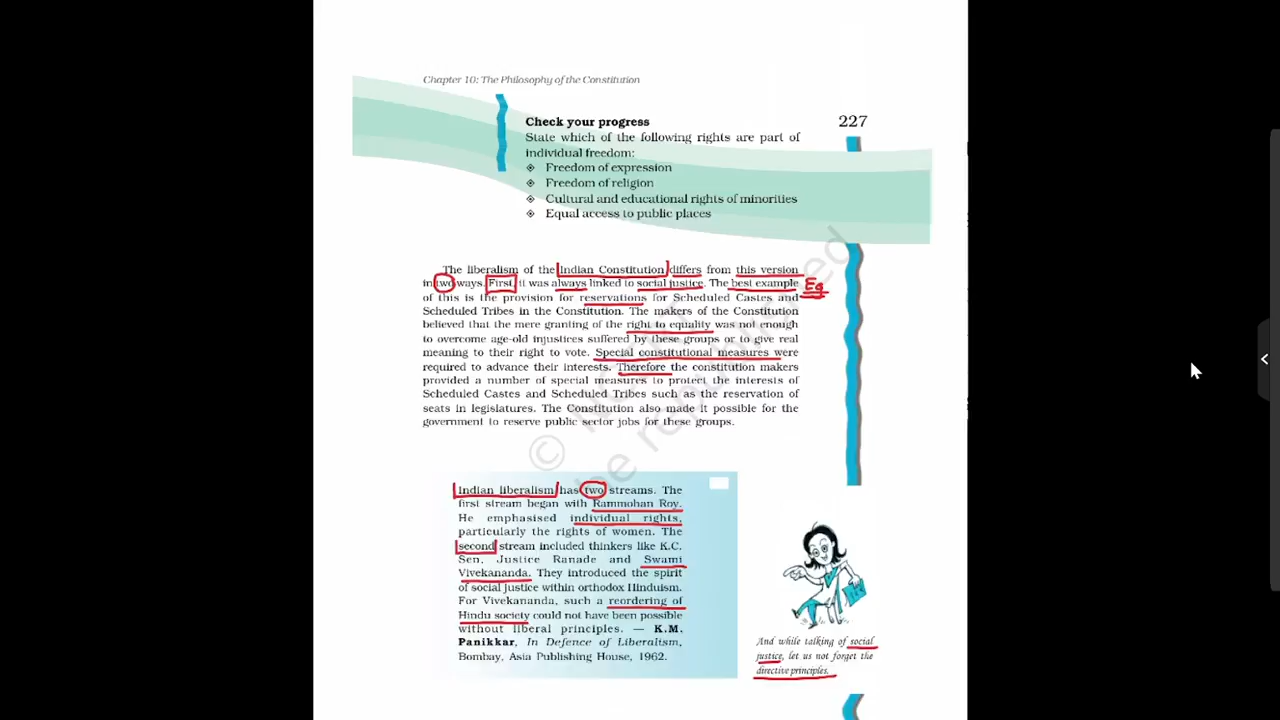 Chapter 10: The Philosophy of the Constitution
227
Check your progress
State which of the following rights are part of
individual freedom:
Freedom of expression
Freedom of religion
Cultural and educational rights of minorities
Equal access to public places
The liberalism of the Indian Constitution differs from this version
in two ways. First, it was always linked to social justice. The best example Eg
of this is the provision for reservations for Scheduled Castes and
Scheduled Tribes in the Constitution. The makers of the Constitution
believed that the mere granting of the right to equality was not enough
to overcome age-old injustices suffered by these groups or to give real
meaning to their right to vote. Special constitutional measures were
required to advance their interests. Therefore the constitution makers
provided a number of special measures to protect the interests of
Scheduled Castes and Scheduled Tribes such as the reservation of
seats in legislatures. The Constitution also made it possible for the
government to reserve public sector jobs for these groups.
Indian liberalism has two streams. The
first stream began with Rammohan Roy.
He emphasised individual rights,
particularly the rights of women. The
second stream included thinkers like K.C.
Sen, Justice Ranade and Swami
Vivekananda. They introduced the spirit
of social justice within orthodox Hinduism.
For Vivekananda, such a reordering of
Hindu society could not have been possible
without liberal principles. — K.M.
Panikkar, In Defence of Liberalism,
Bombay, Asia Publishing House, 1962.
And while talking of social
justice, let us not forget the
directive principles.